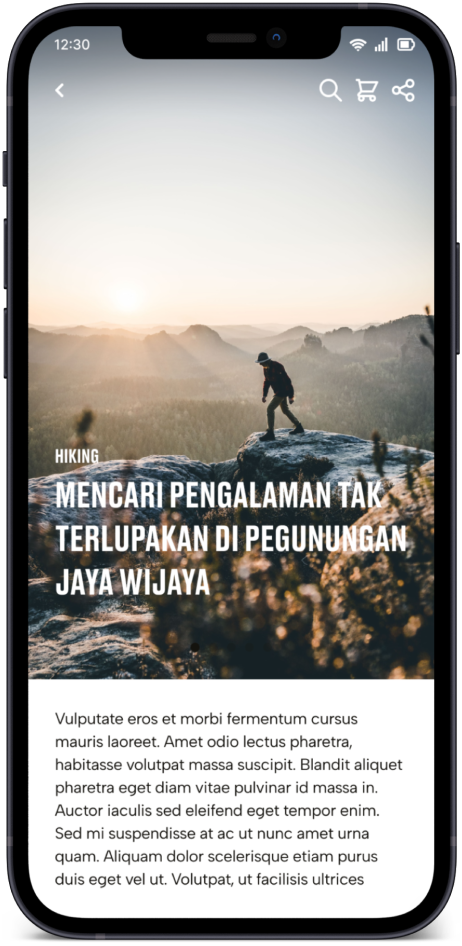 12:30
HIKING
MENCARI PENGALAMAN TAK
TERLUPAKAN DI PEGUNUNGAN
JAYA WIJAYA
Vulputate eros et morbi fermentum cursus
mauris laoreet. Amet odio lectus pharetra,
habitasse volutpat massa suscipit. Blandit aliquet
pharetra eget diam vitae pulvinar id massa in.
Auctor iaculis sed eleifend eget tempor enim.
Sed mi suspendisse at ac ut nunc amet urna
quam. Aliquam dolor scelerisque etiam purus
duis eget vel ut. Volutpat, ut facilisis ultrices